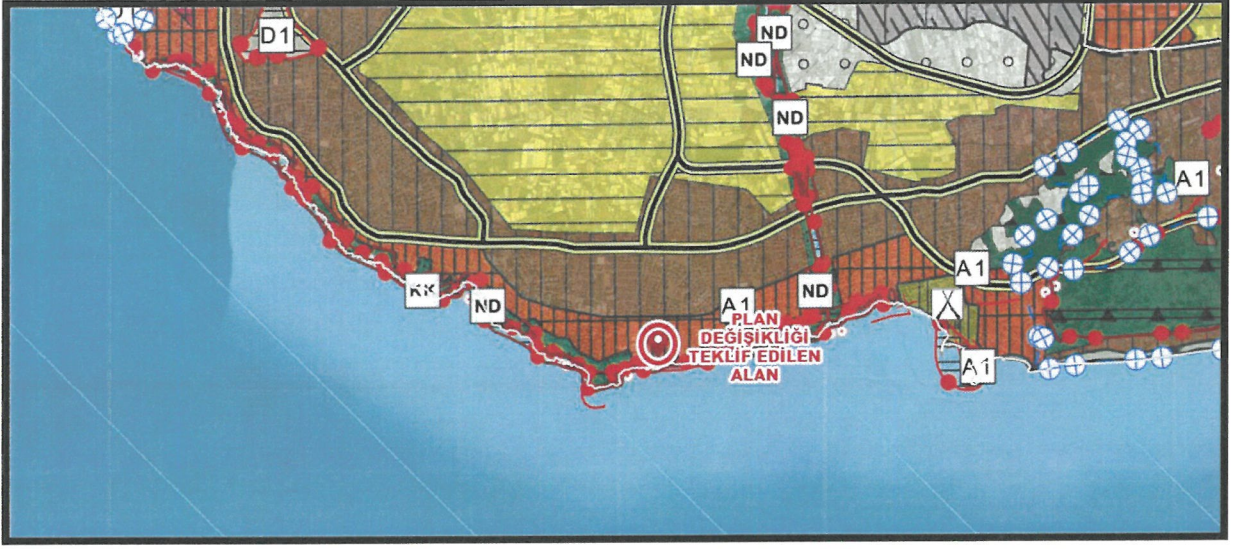 D1
ND
ND
ND
A1
A1
KK
ND
A1
ND
PLAN
DEĞİŞİKLİĞİ
TEKLİF EDİLEN
ALAN
A1